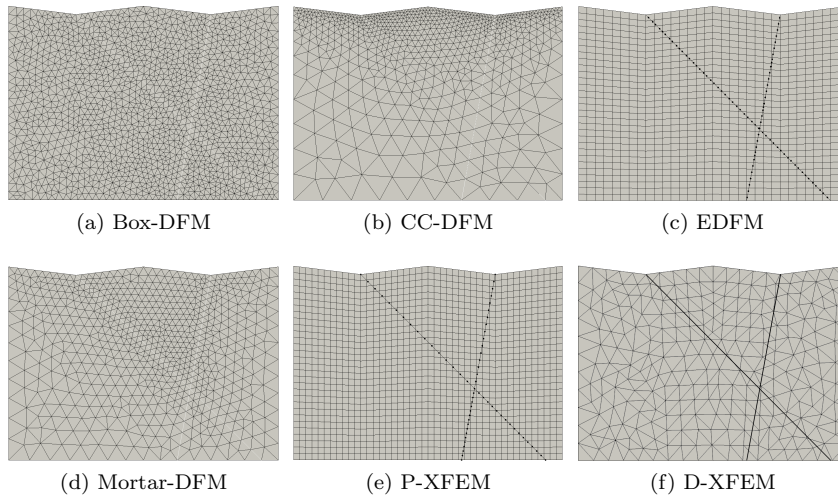 (a) Box-DFM
(b) CC-DFM
(c) EDFM
(d) Mortar-DFM
(e) P-XFEM
(f) D-XFEM